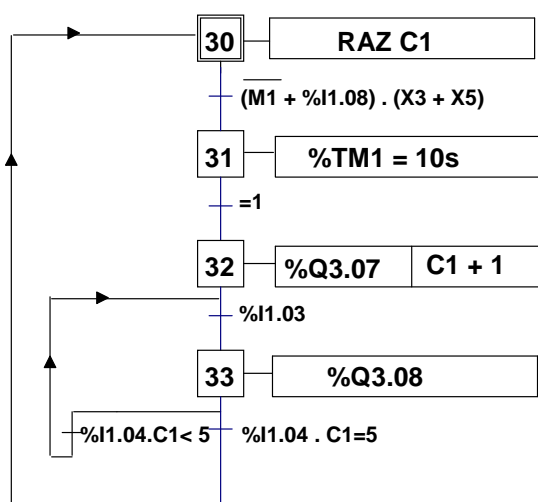 30 RAZ C1
(M1 + %I1.08) . (X3 + X5)
31 %TM1 = 10s
=1
32 %Q3.07 C1 + 1
%I1.03
33 %Q3.08
%I1.04.C1< 5 %I1.04 . C1=5